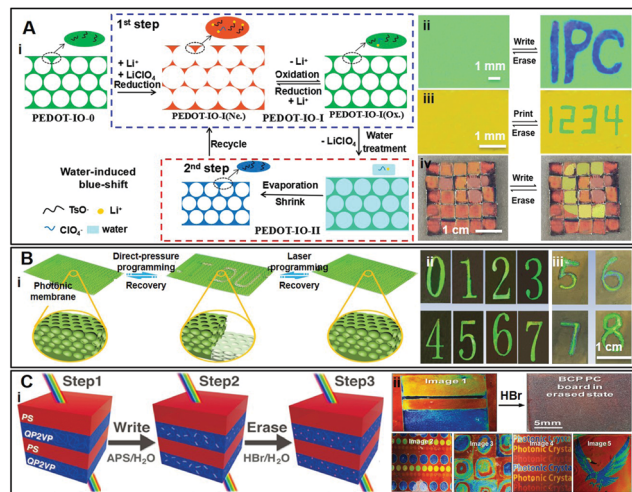 A
i
1st step
+ Li⁺
+ LiClO4
Reduction
- Li⁺
Oxidation
Reduction
+ Li⁺
PEDOT-IO-0
PEDOT-IO-I(Ne.)
PEDOT-IO-I
PEDOT-IO-I(Ox.)
Recycle
- LiClO4
Water
treatment
Water-induced
blue-shift
TsO⁻
Li⁺
ClO4⁻
water
2nd step
Evaporation
Shrink
PEDOT-IO-II
ii
1 mm
Write
Erase
IPC
iii
1 mm
Print
Erase
1234
iv
1 cm
Write
Erase
B
i
Direct-pressure
programming
Recovery
Laser
programming
Recovery
Photonic
membrane
ii
0 1 2 3
4 5 6 7
iii
5 6
7 8
1 cm
C
i
Step1
Step2
Step3
PS
QP2VP
PS
QP2VP
Write
APS/H2O
Erase
HBr/H2O
ii
Image 1
HBr
BCP PC
board in
erased state
5mm
Image 2
Image 3
Photonic Crysta
Image 4
Photonic Crysta
Image 5